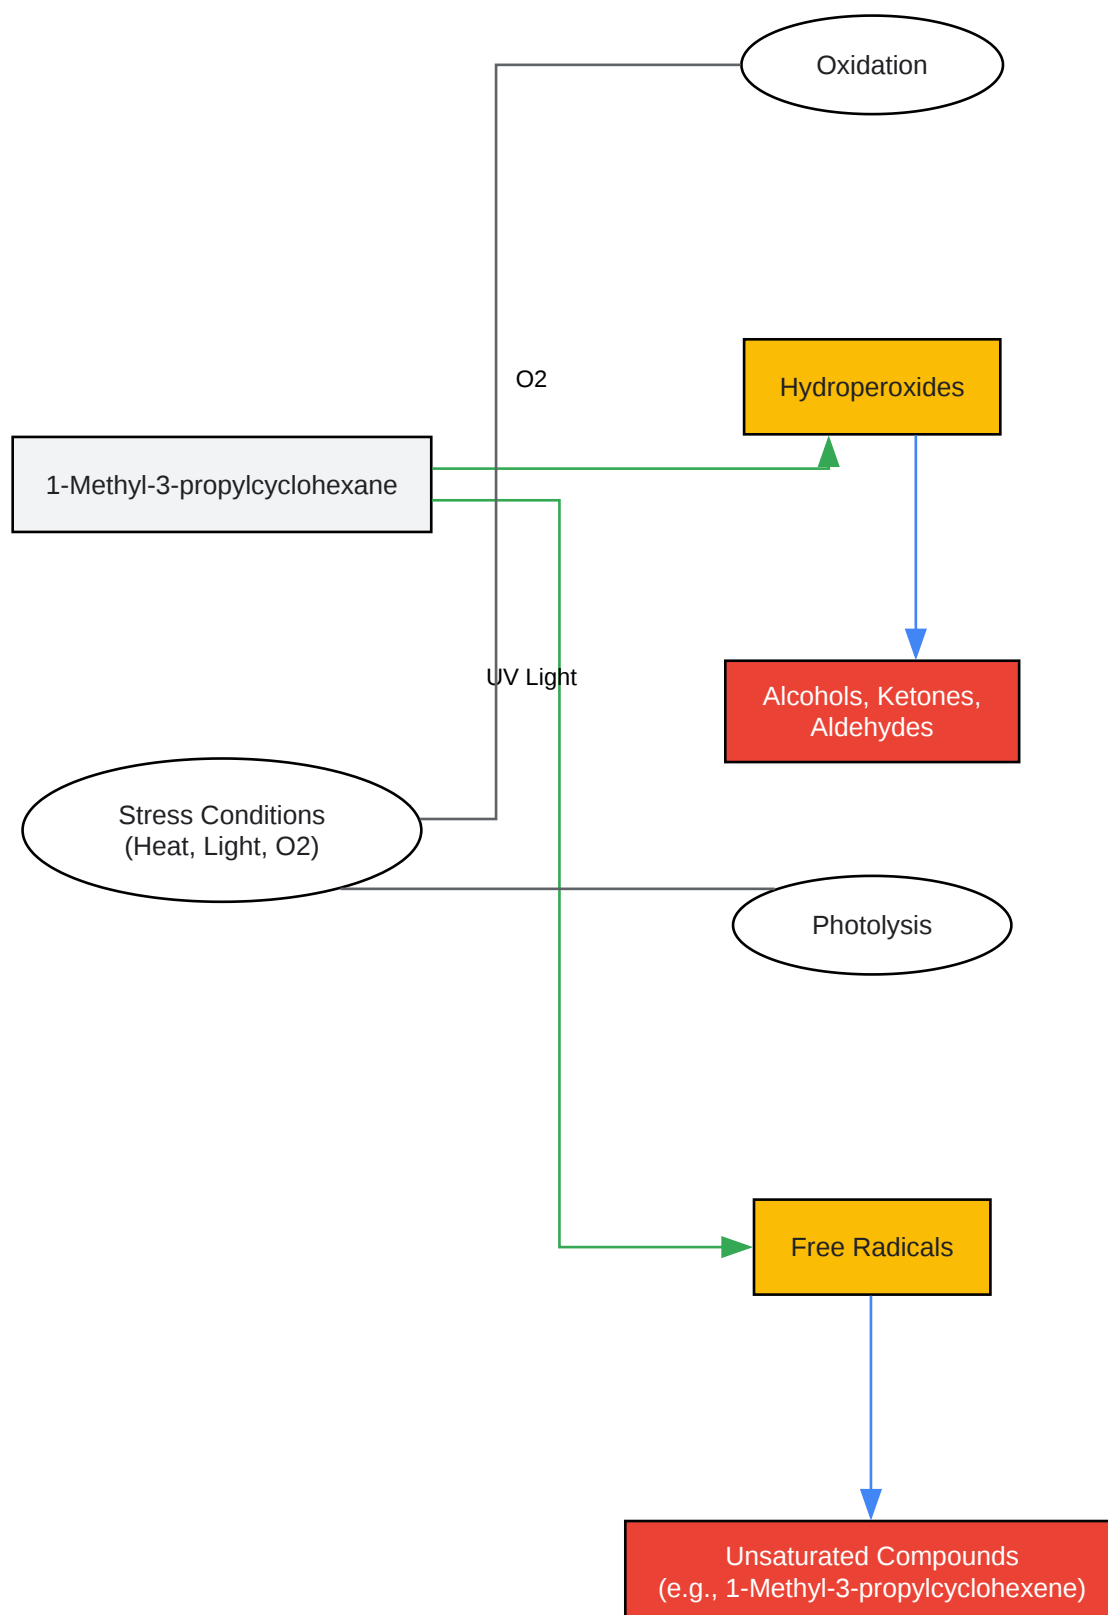 Oxidation
O2
Hydroperoxides
1-Methyl-3-propylcyclohexane
UV Light
Alcohols, Ketones,
Aldehydes
Stress Conditions
(Heat, Light, O2)
Photolysis
Free Radicals
Unsaturated Compounds
(e.g., 1-Methyl-3-propylcyclohexene)